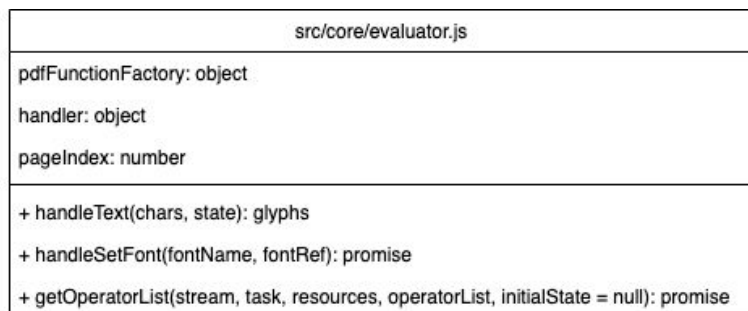 src/core/evaluator.js
pdfFunctionFactory: object
handler: object
pageIndex: number
+ handleText(chars, state): glyphs
+ handleSetFont(fontName, fontRef): promise
+ getOperatorList(stream, task, resources, operatorList, initialState = null): promise